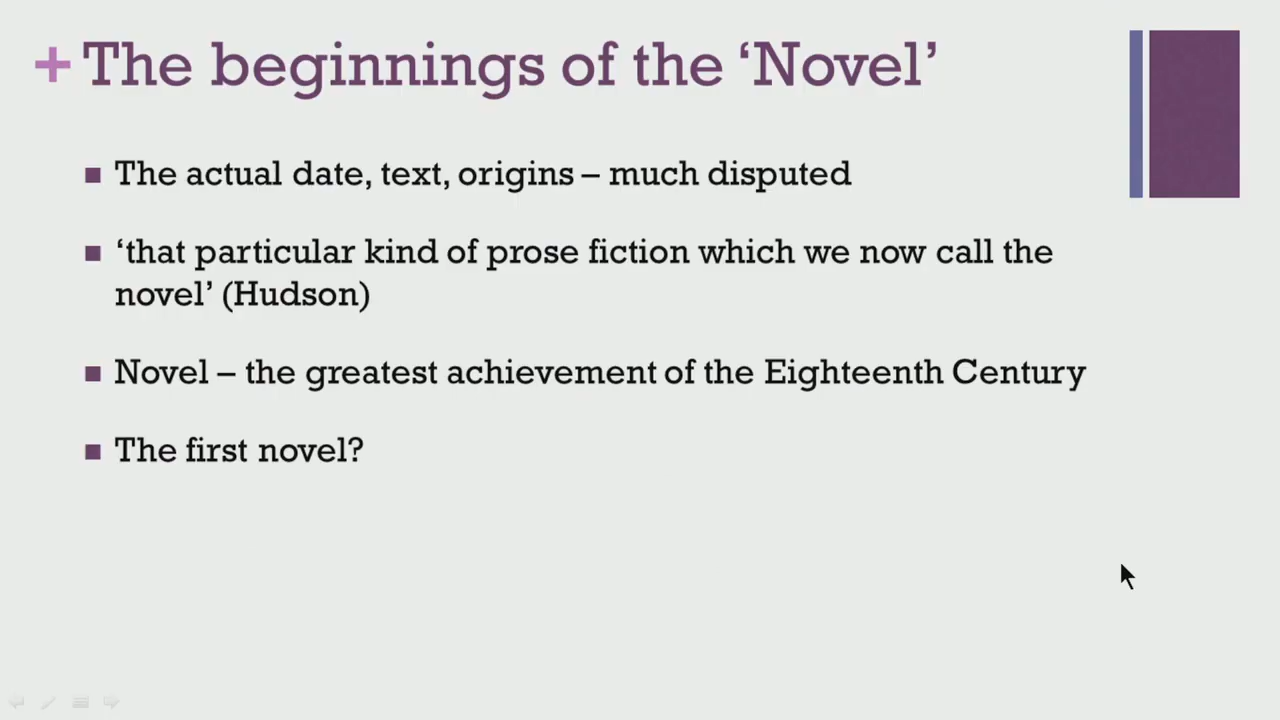 + The beginnings of the ‘Novel’
■ The actual date, text, origins – much disputed
■ ‘that particular kind of prose fiction which we now call the
novel’ (Hudson)
■ Novel – the greatest achievement of the Eighteenth Century
■ The first novel?